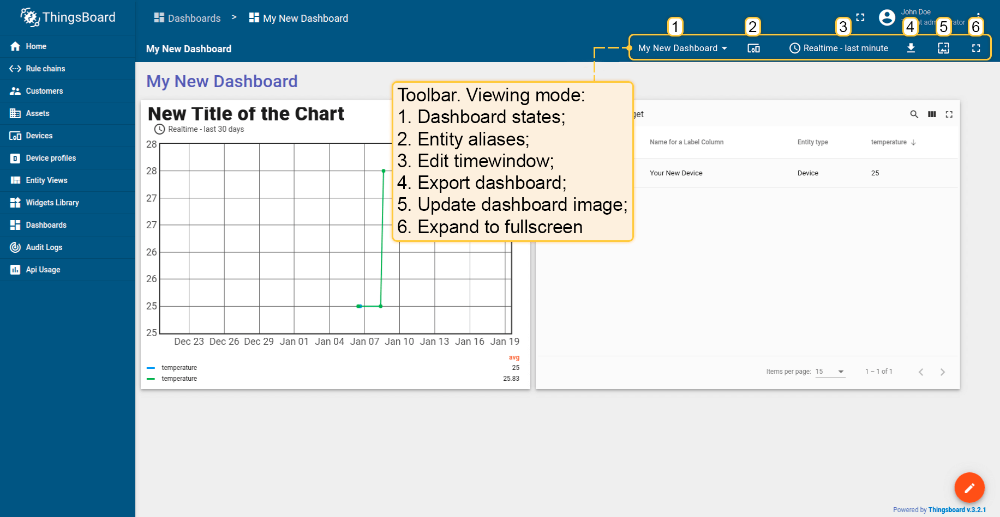 ThingsBoard
Dashboards > My New Dashboard
John Doe
1 2 3 4 5 6
My New Dashboard
My New Dashboard
Realtime - last minute
Home
Rule chains
Customers
Assets
Devices
Device profiles
Entity Views
Widgets Library
Dashboards
Audit Logs
Api Usage
My New Dashboard
Toolbar. Viewing mode:
1. Dashboard states;
2. Entity aliases;
3. Edit timewindow;
4. Export dashboard;
5. Update dashboard image;
6. Expand to fullscreen
New Title of the Chart
Realtime - last 30 days
28
28
27
27
26
26
25
25
Dec 23 Dec 26 Dec 29 Jan 01 Jan 04 Jan 07 Jan 10 Jan 13 Jan 16 Jan 19
avg
temperature 25
temperature 25.83
Name for a Label Column Entity type temperature
Your New Device Device 25
Items per page: 15 1 – 1 of 1
Powered by Thingsboard v.3.2.1